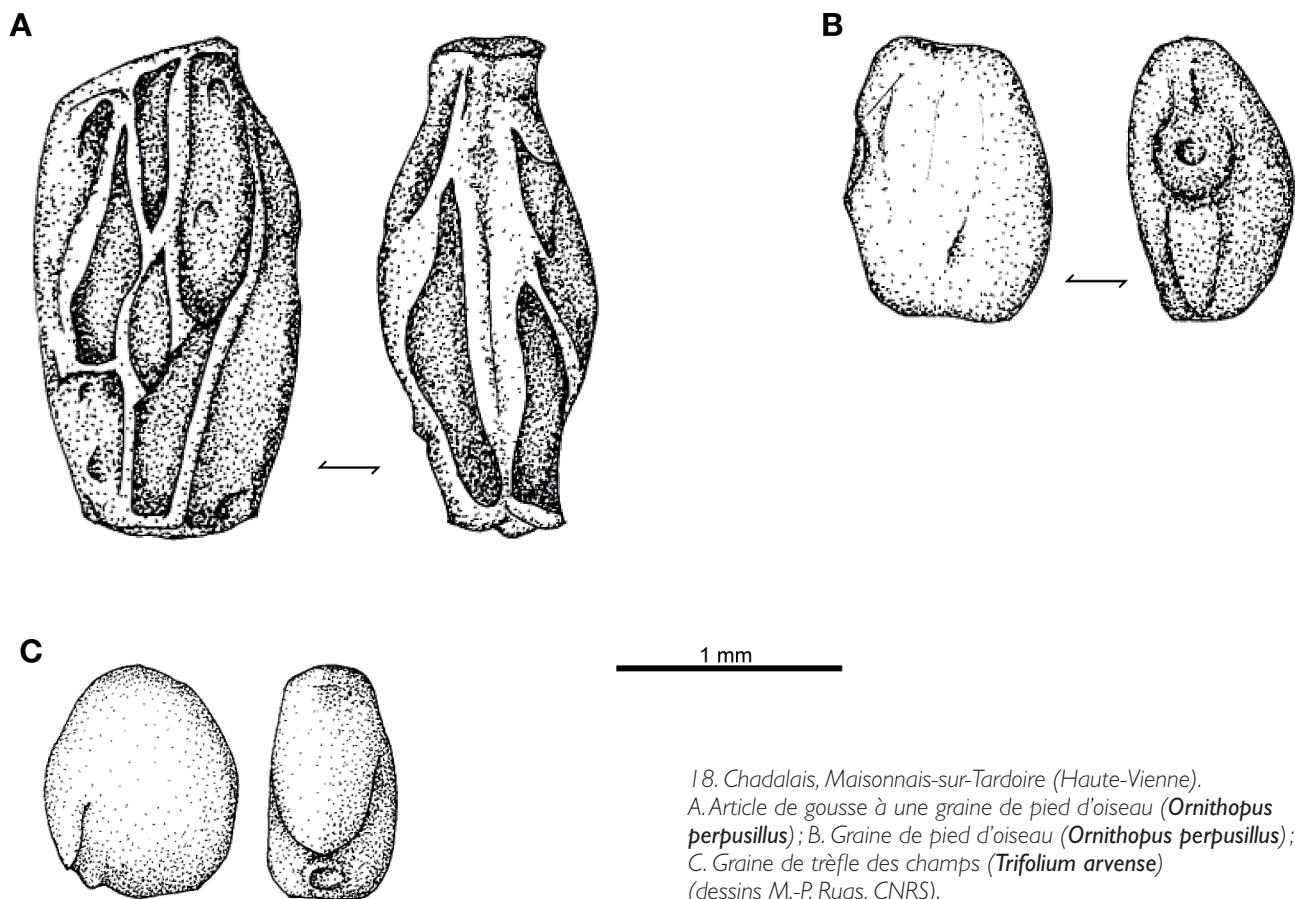 A
B
C
1 mm
18. Chadalais, Maisonnais-sur-Tardoire (Haute-Vienne).
A. Article de gousse à une graine de pied d'oiseau (Ornithopus
perpusillus) ; B. Graine de pied d'oiseau (Ornithopus perpusillus) ;
C. Graine de trèfle des champs (Trifolium arvense)
(dessins M.-P. Ruas, CNRS).